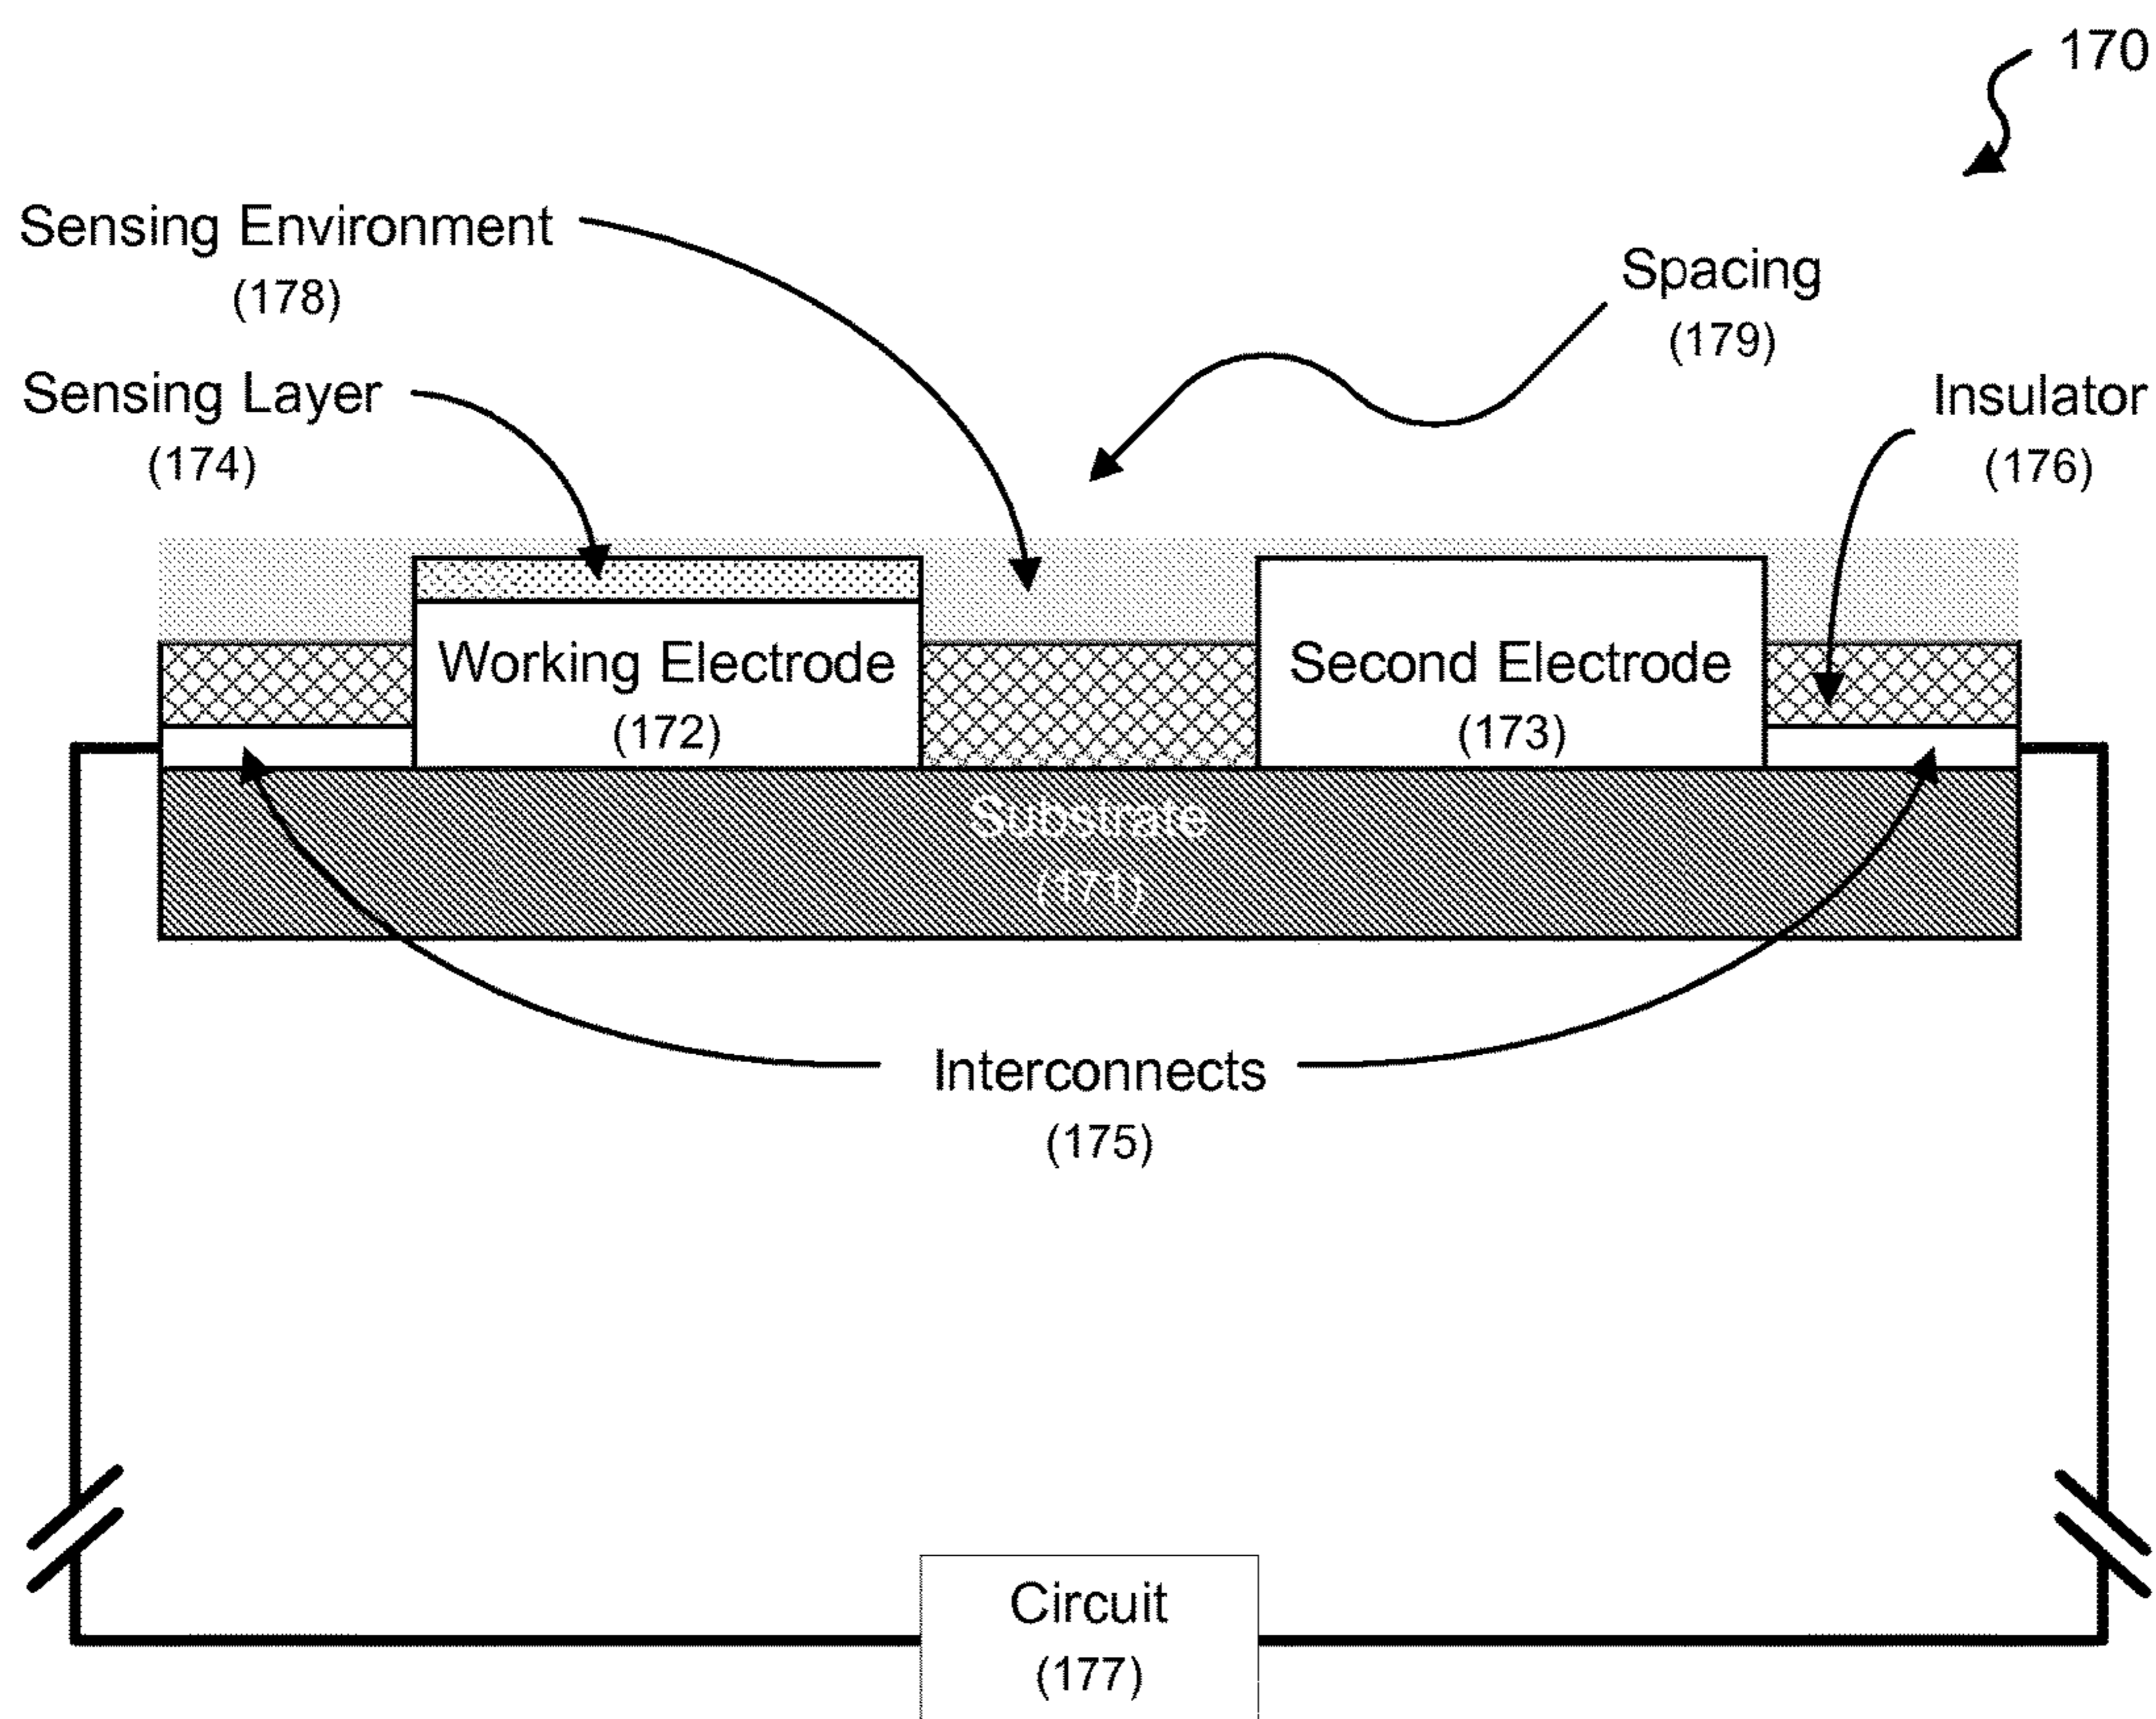 170
Sensing Environment
(178)
Spacing
(179)
Sensing Layer
(174)
Insulator
(176)
Working Electrode
(172)
Second Electrode
(173)
Substrate
(171)
Interconnects
(175)
Circuit
(177)